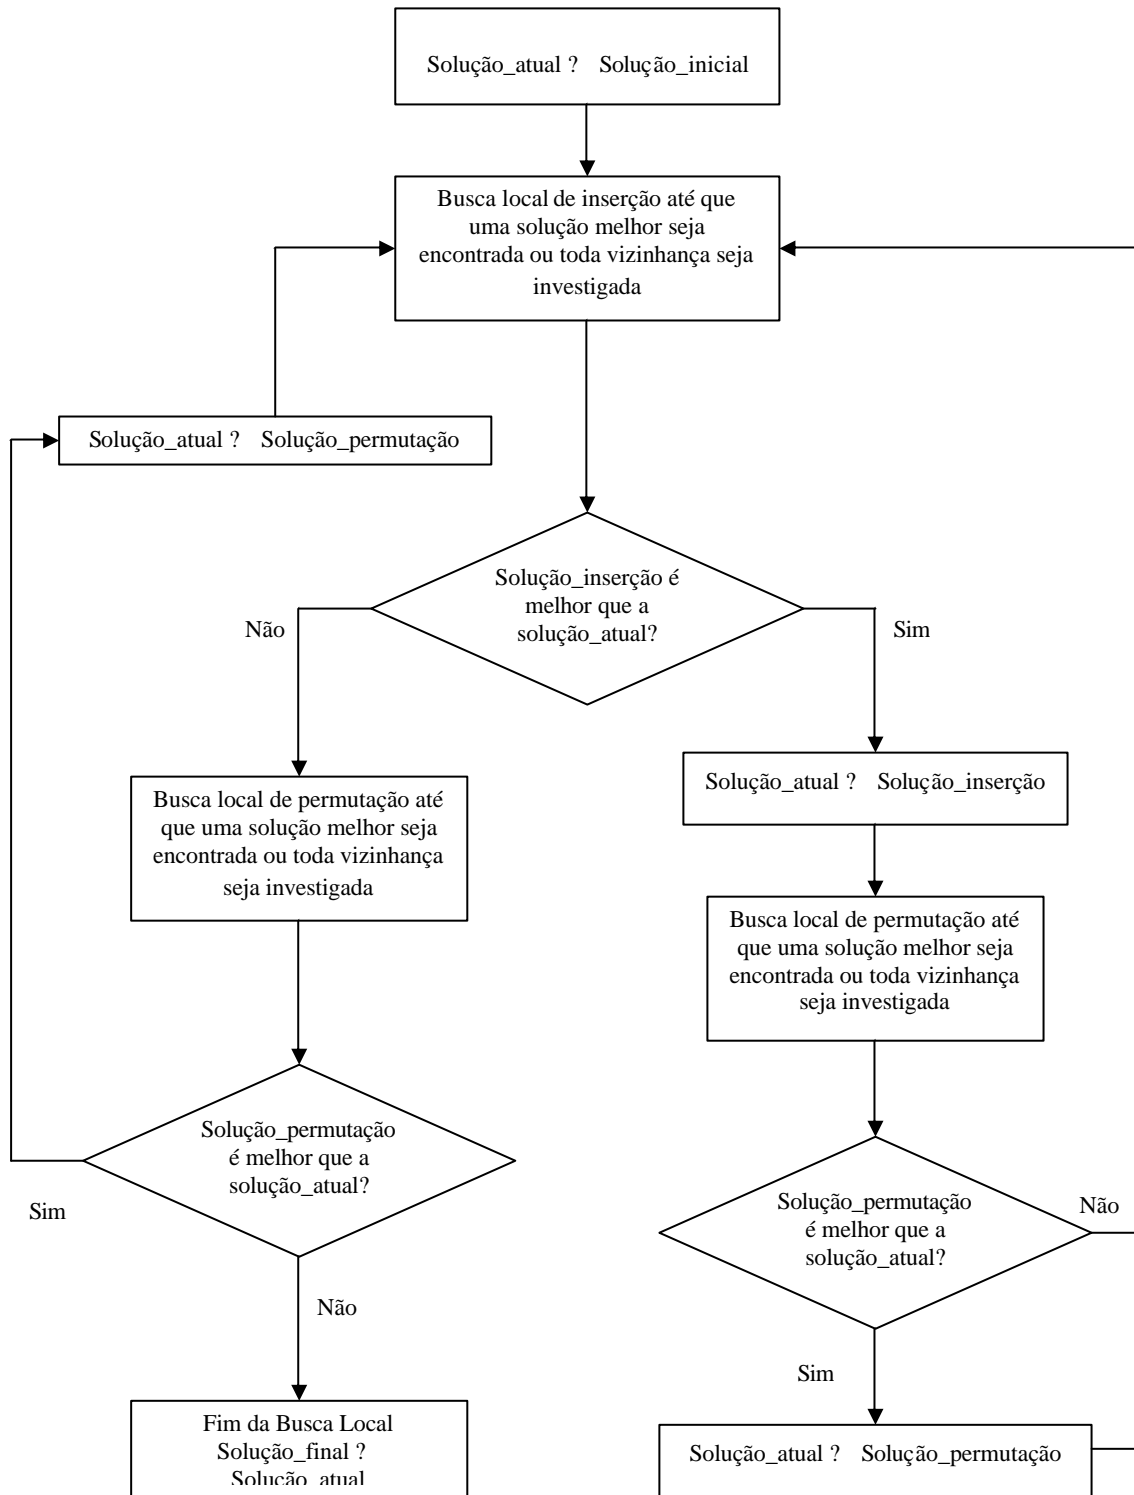 Solução_atual ? Solução_inicial
Busca local de inserção até que
uma solução melhor seja
encontrada ou toda vizinhança seja
investigada
Solução_atual ? Solução_permutação
Solução_inserção é
melhor que a
solução_atual?
Não
Sim
Solução_atual ? Solução_inserção
Busca local de permutação até
que uma solução melhor seja
encontrada ou toda vizinhança
seja investigada
Busca local de permutação até
que uma solução melhor seja
encontrada ou toda vizinhança
seja investigada
Solução_permutação
é melhor que a
solução_atual?
Sim
Não
Solução_permutação
é melhor que a
solução_atual?
Não
Sim
Fim da Busca Local
Solução_final ?
Solução_atual
Solução_atual ? Solução_permutação